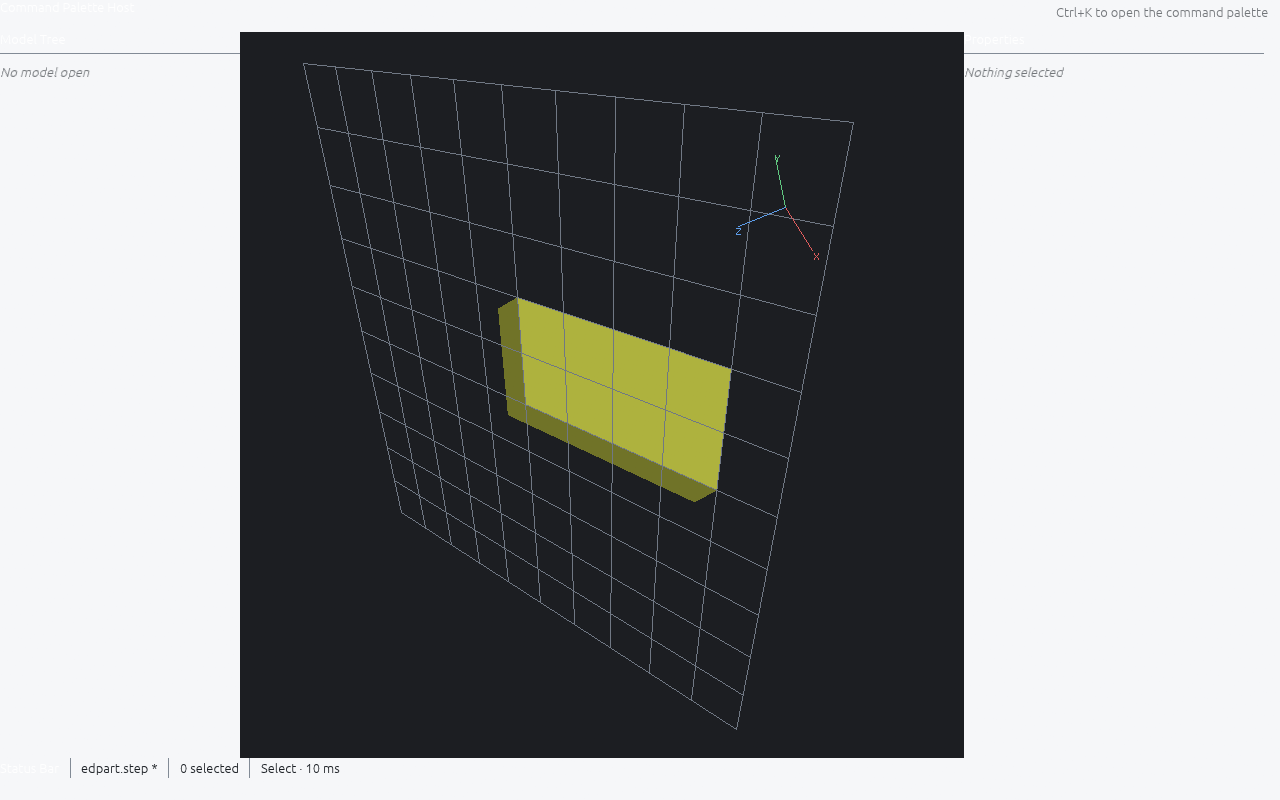 Command Palette Host
Ctrl+K to open the command palette
Model Tree
Properties
No model open
Nothing selected
Y
Z
X
Status Bar
edpart.step *
0 selected
Select · 10 ms